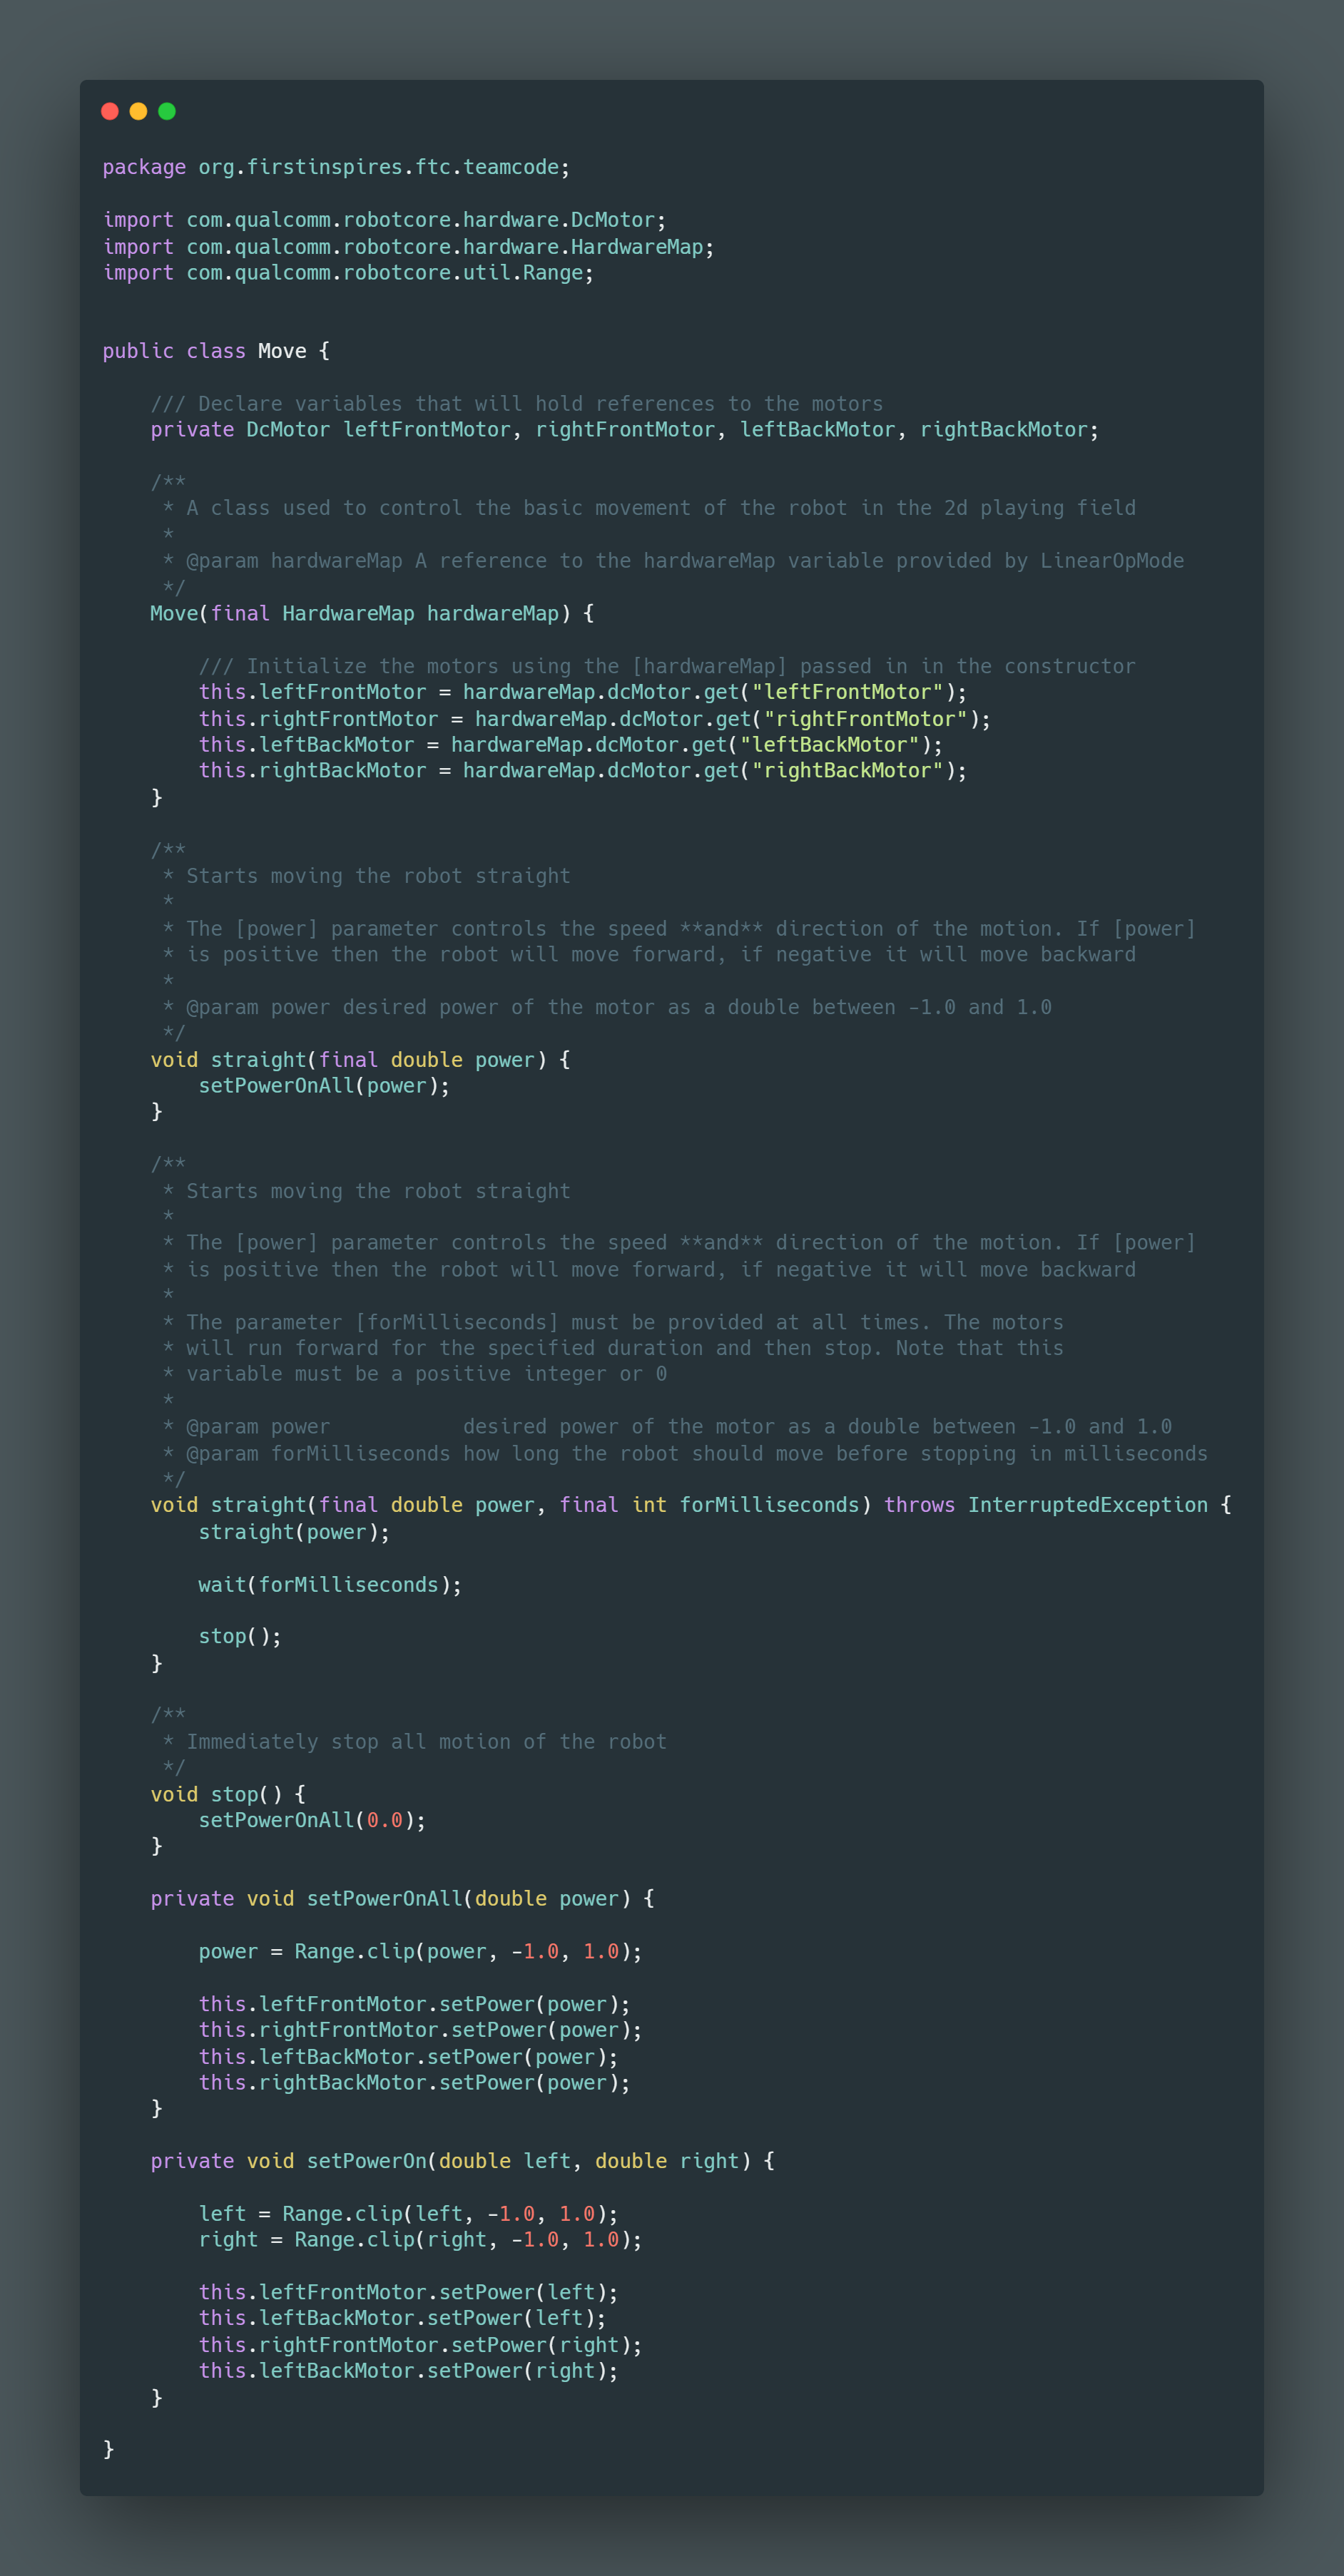 package org.firstinspires.ftc.teamcode;
import com.qualcomm.robotcore.hardware.DcMotor;
import com.qualcomm.robotcore.hardware.HardwareMap;
import com.qualcomm.robotcore.util.Range;
public class Move {
/// Declare variables that will hold references to the motors
private DcMotor leftFrontMotor, rightFrontMotor, leftBackMotor, rightBackMotor;
/**
* A class used to control the basic movement of the robot in the 2d playing field
*
* @param hardwareMap A reference to the hardwareMap variable provided by LinearOpMode
*/
Move(final HardwareMap hardwareMap) {
/// Initialize the motors using the [hardwareMap] passed in in the constructor
this.leftFrontMotor = hardwareMap.dcMotor.get("leftFrontMotor");
this.rightFrontMotor = hardwareMap.dcMotor.get("rightFrontMotor");
this.leftBackMotor = hardwareMap.dcMotor.get("leftBackMotor");
this.rightBackMotor = hardwareMap.dcMotor.get("rightBackMotor");
}
/**
* Starts moving the robot straight
*
* The [power] parameter controls the speed **and** direction of the motion. If [power]
* is positive then the robot will move forward, if negative it will move backward
*
* @param power desired power of the motor as a double between -1.0 and 1.0
*/
void straight(final double power) {
setPowerOnAll(power);
}
/**
* Starts moving the robot straight
*
* The [power] parameter controls the speed **and** direction of the motion. If [power]
* is positive then the robot will move forward, if negative it will move backward
*
* The parameter [forMilliseconds] must be provided at all times. The motors
* will run forward for the specified duration and then stop. Note that this
* variable must be a positive integer or 0
*
* @param power           desired power of the motor as a double between -1.0 and 1.0
* @param forMilliseconds how long the robot should move before stopping in milliseconds
*/
void straight(final double power, final int forMilliseconds) throws InterruptedException {
straight(power);
wait(forMilliseconds);
stop();
}
/**
* Immediately stop all motion of the robot
*/
void stop() {
setPowerOnAll(0.0);
}
private void setPowerOnAll(double power) {
power = Range.clip(power, -1.0, 1.0);
this.leftFrontMotor.setPower(power);
this.rightFrontMotor.setPower(power);
this.leftBackMotor.setPower(power);
this.rightBackMotor.setPower(power);
}
private void setPowerOn(double left, double right) {
left = Range.clip(left, -1.0, 1.0);
right = Range.clip(right, -1.0, 1.0);
this.leftFrontMotor.setPower(left);
this.leftBackMotor.setPower(left);
this.rightFrontMotor.setPower(right);
this.leftBackMotor.setPower(right);
}
}